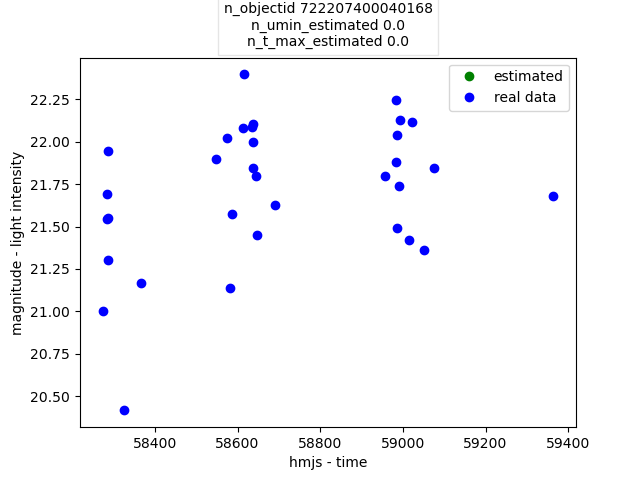 n_objectid 722207400040168
n_umin_estimated 0.0
n_t_max_estimated 0.0
estimated
real data
22.25
22.00
21.75
21.50
21.25
21.00
20.75
20.50
magnitude - light intensity
58400 58600 58800 59000 59200 59400
hmjs - time